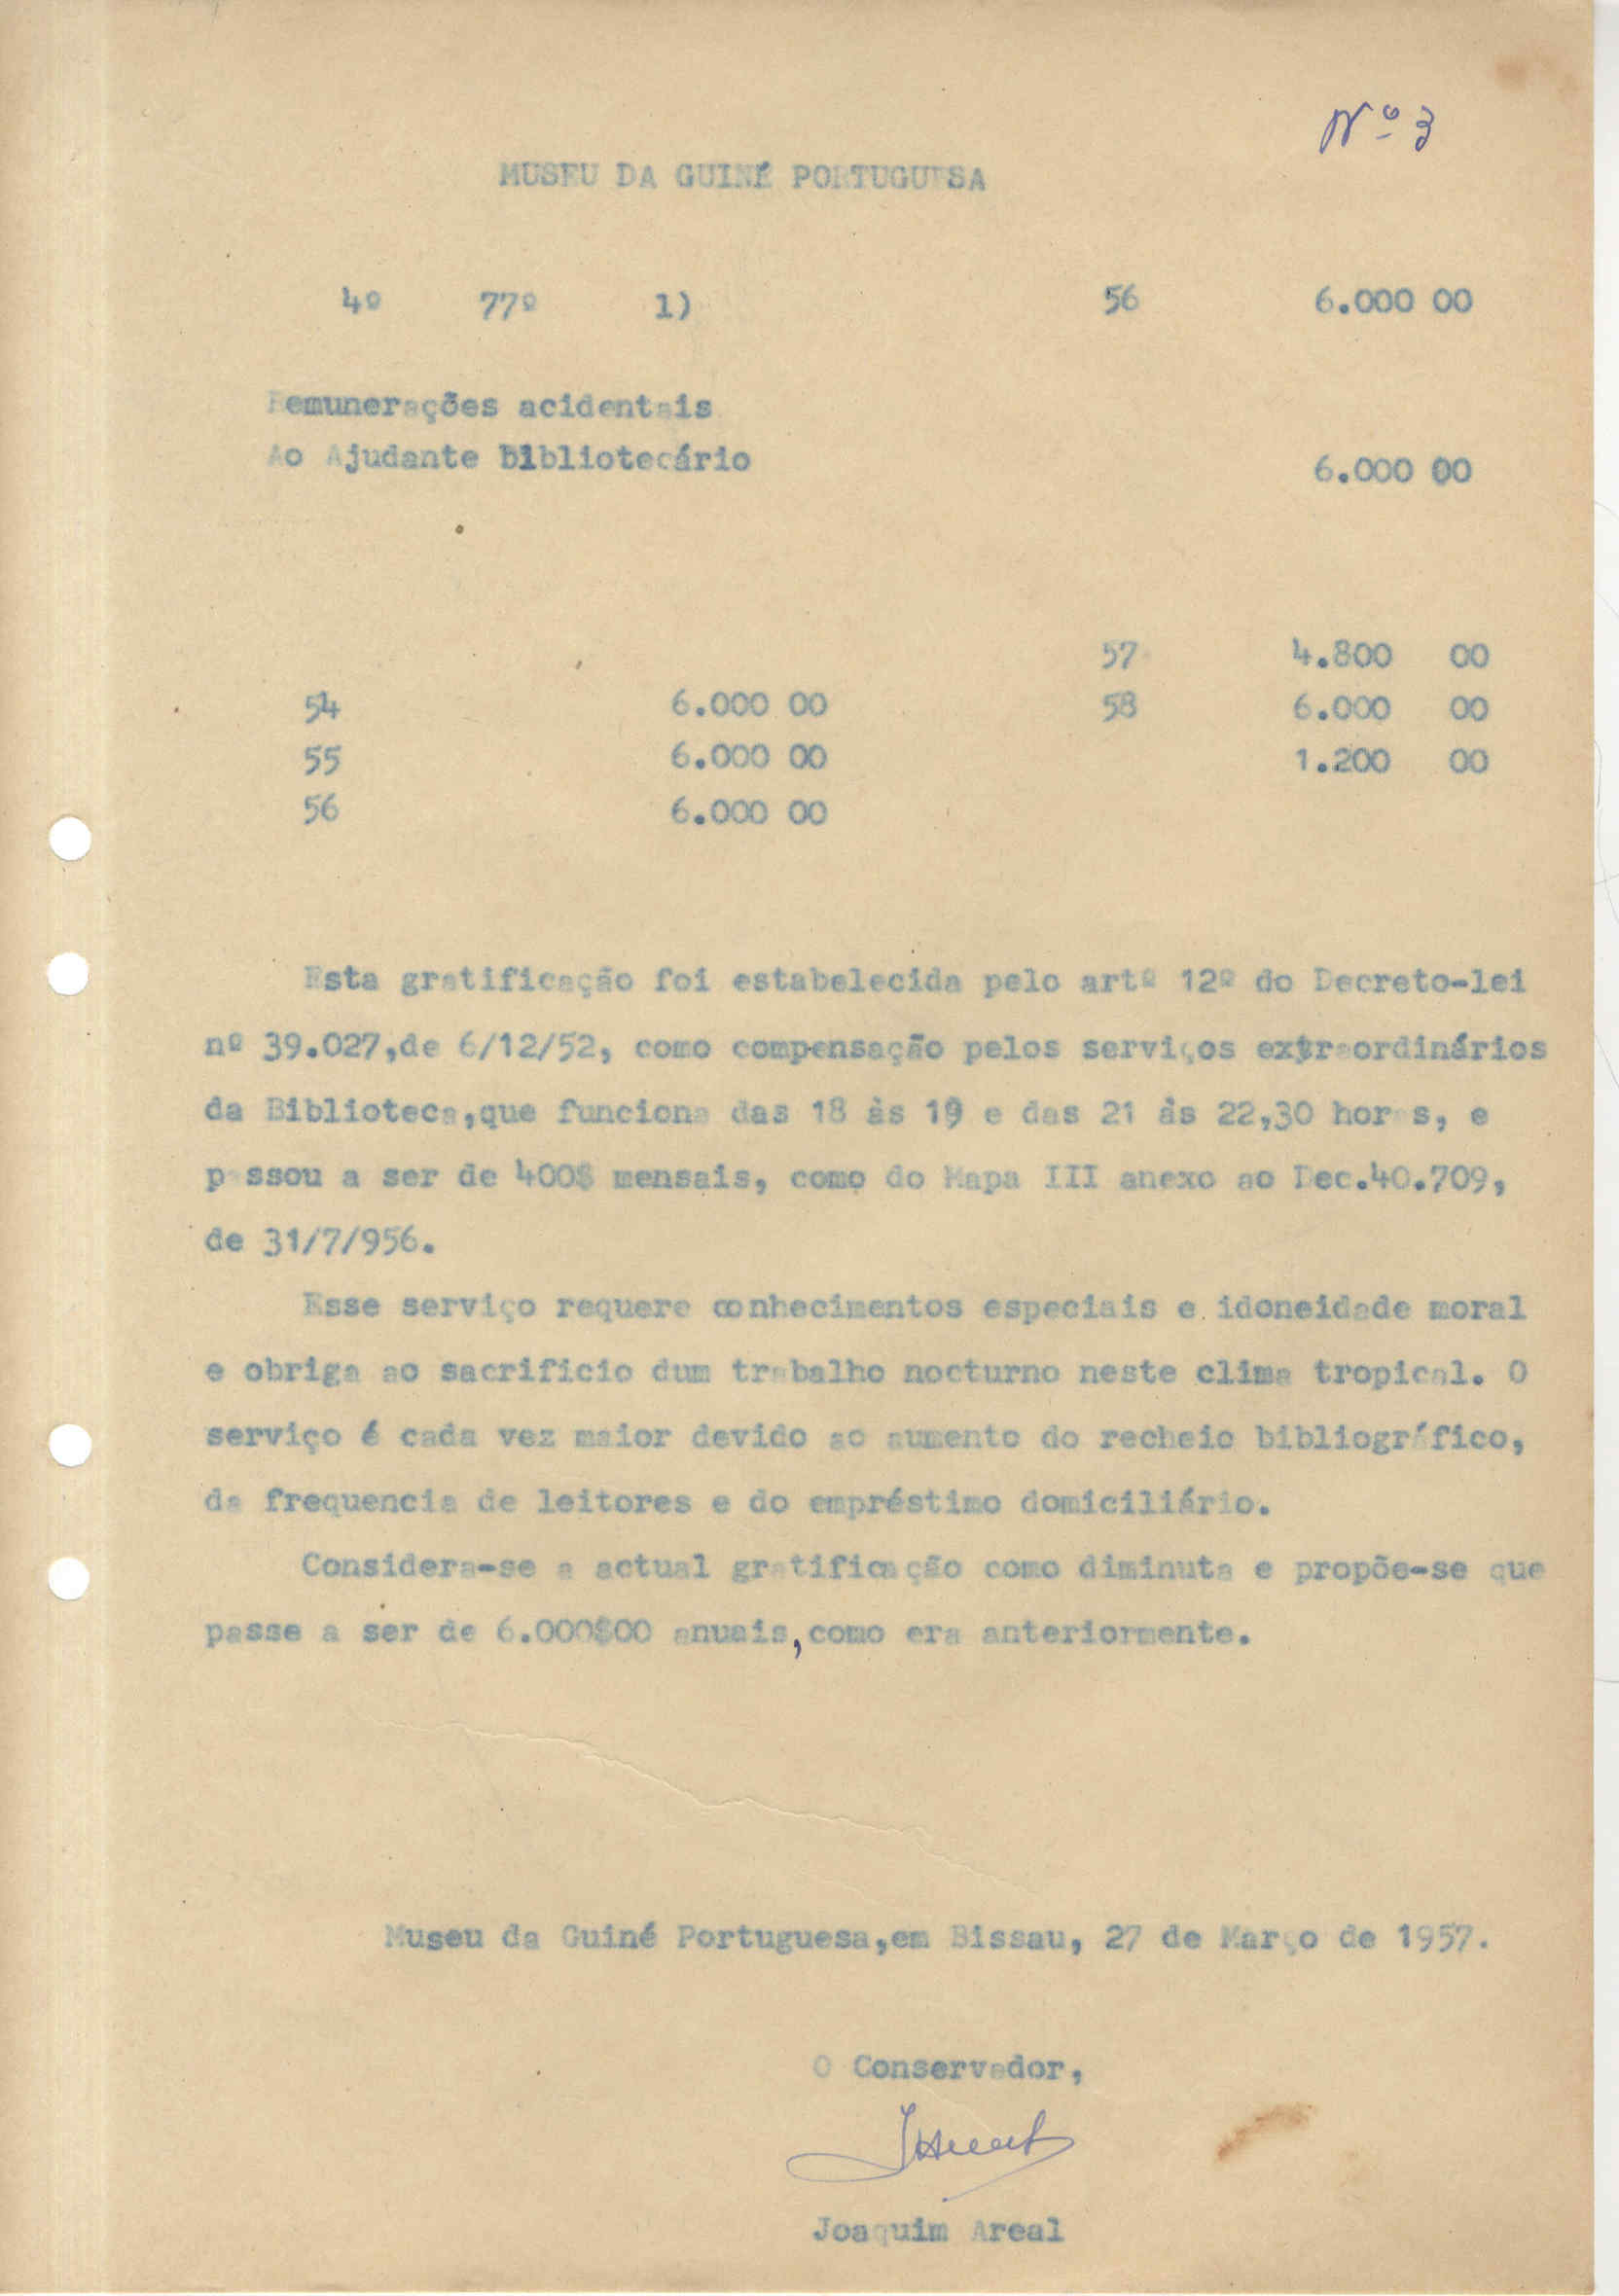 Nº 3
MUSEU DA GUINÉ PORTUGUESA
4º 77º 1) 56 6.000 00
Remunerações acidentais
Ao Ajudante bibliotecário 6.000 00
57 4.800 00
54 6.000 00 58 6.000 00
55 6.000 00 1.200 00
56 6.000 00
Esta gratificação foi estabelecida pelo artº 12º do Decreto-lei
nº 39.027,de 6/12/52, como compensação pelos serviços extraordinários
da Biblioteca,que funciona das 18 às 19 e das 21 às 22,30 horas, e
passou a ser de 400$ mensais, como do Mapa III anexo ao Dec.40.709,
de 31/7/956.
Esse serviço requere conhecimentos especiais e idoneidade moral
e obriga ao sacrificio dum trabalho nocturno neste clima tropical. O
serviço é cada vez maior devido ao aumento do recheio bibliográfico,
da frequencia de leitores e do empréstimo domiciliário.
Considera-se a actual gratificação como diminuta e propõe-se que
passe a ser de 6.000$00 anuais,como era anteriormente.
Museu da Guiné Portuguesa,em Bissau, 27 de Março de 1957.
O Conservador,
JAreal
Joaquim Areal